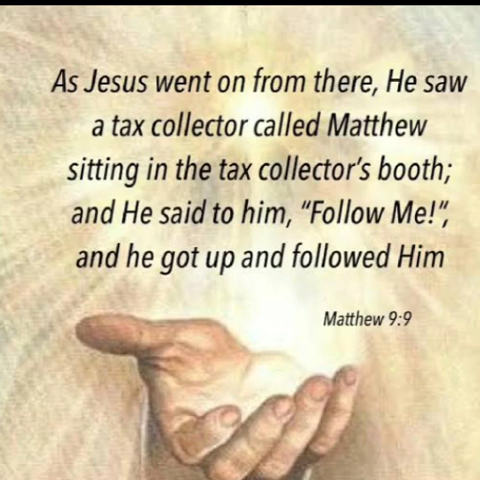 As Jesus went on from there, He saw
a tax collector called Matthew
sitting in the tax collector's booth;
and He said to him, "Follow Me!",
and he got up and followed Him
Matthew 9:9